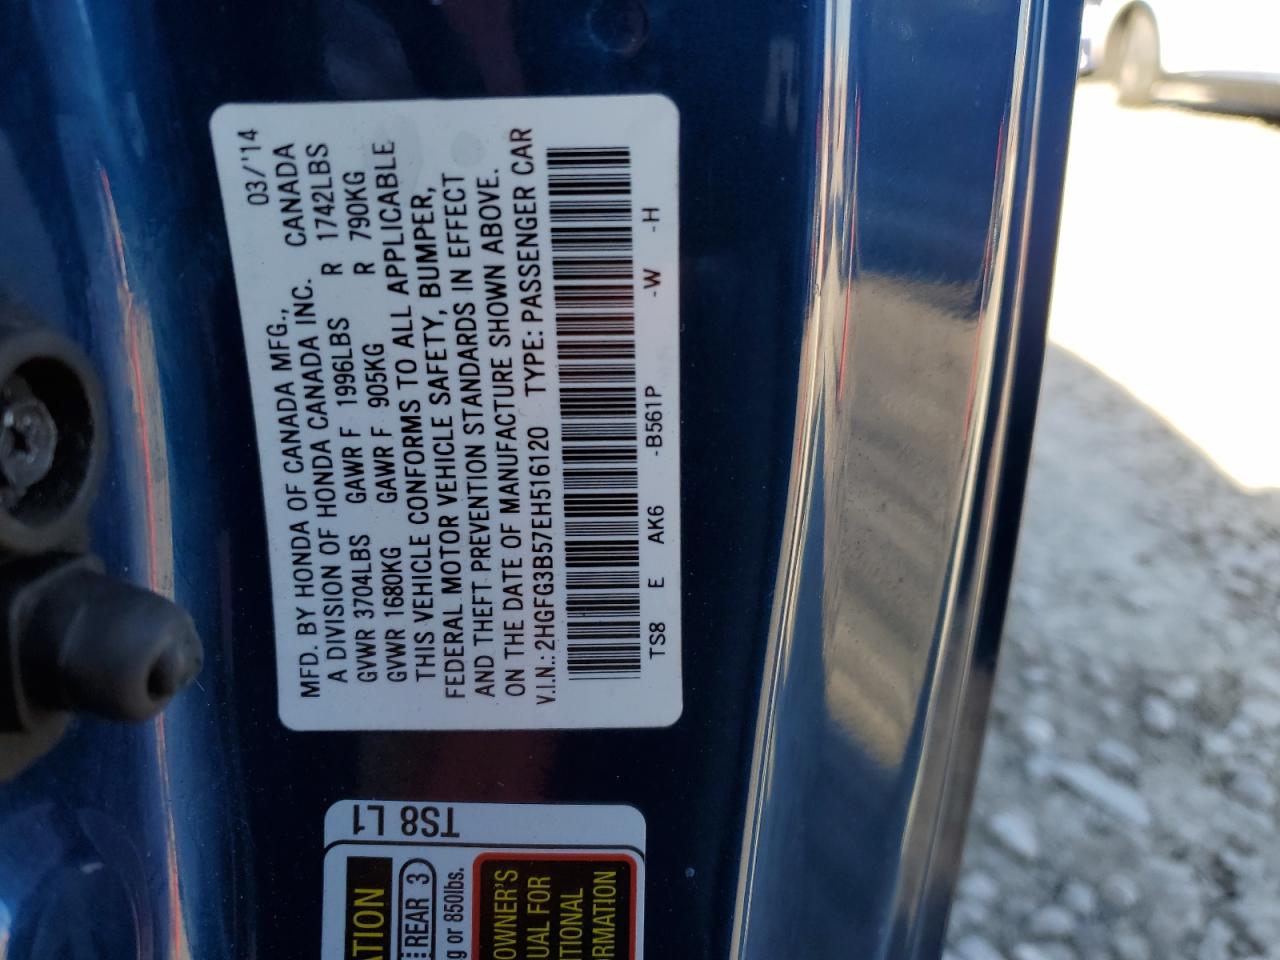 03/'14
MFD. BY HONDA OF CANADA MFG.,
A DIVISION OF HONDA CANADA INC. CANADA
GVWR 3704LBS GAWR F 1996LBS R 1742LBS
GVWR 1680KG GAWR F 905KG R 790KG
THIS VEHICLE CONFORMS TO ALL APPLICABLE
FEDERAL MOTOR VEHICLE SAFETY, BUMPER,
AND THEFT PREVENTION STANDARDS IN EFFECT
ON THE DATE OF MANUFACTURE SHOWN ABOVE.
V.I.N.: 2HGFG3B57EH516120 TYPE: PASSENGER CAR
TS8 E AK6 -B561P -W -H
TS8 L1
ATION
REAR 3
g or 850lbs.
OWNER'S
UAL FOR
ITIONAL
RMATION